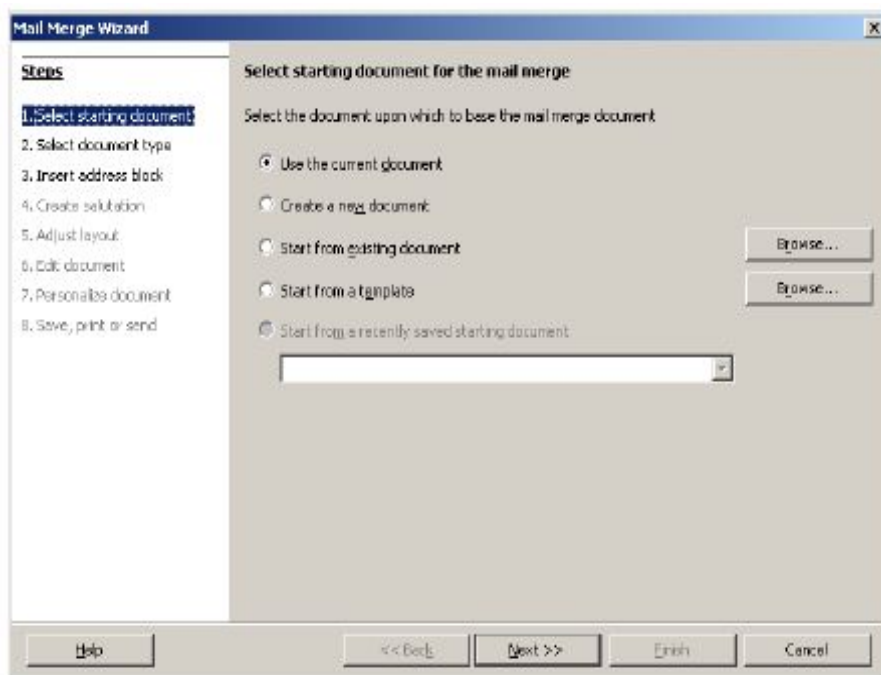 Mail Merge Wizard
Steps
1. Select starting document
2. Select document type
3. Insert address block
4. Create salutation
5. Adjust layout
6. Edit document
7. Personalize document
8. Save, print or send
Select starting document for the mail merge
Select the document upon which to base the mail merge document
Use the current document
Create a new document
Start from existing document
Browse...
Start from a template
Browse...
Start from a recently saved starting document
Help
<< Back
Next >>
Finish
Cancel